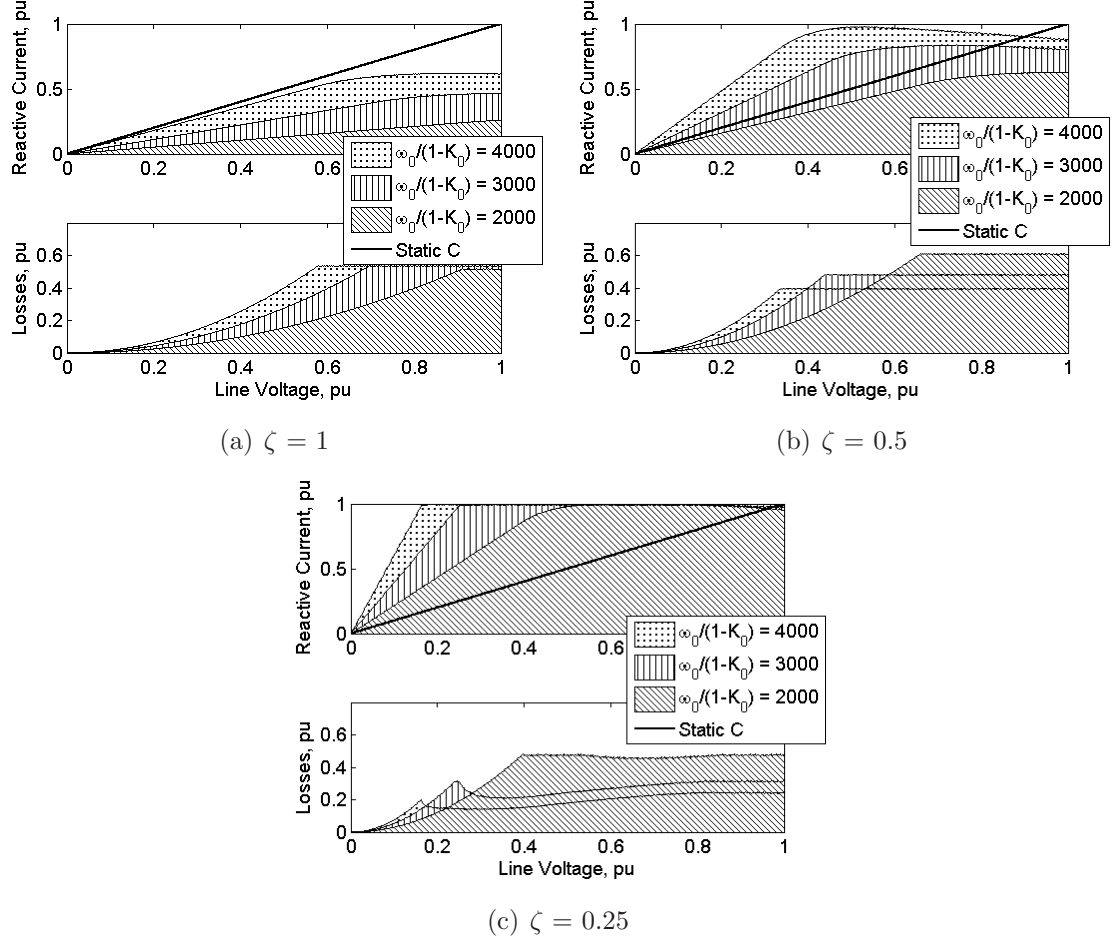 Reactive Current, pu
1
0.5
0
0 0.2 0.4 0.6
ω₀/(1-K₀) = 4000
ω₀/(1-K₀) = 3000
ω₀/(1-K₀) = 2000
Static C
Losses, pu
0.6
0.4
0.2
0
0 0.2 0.4 0.6 0.8 1
Line Voltage, pu
(a) ζ = 1
Reactive Current, pu
1
0.5
0
0 0.2 0.4 0.6
ω₀/(1-K₀) = 4000
ω₀/(1-K₀) = 3000
ω₀/(1-K₀) = 2000
Static C
Losses, pu
0.6
0.4
0.2
0
0 0.2 0.4 0.6 0.8 1
Line Voltage, pu
(b) ζ = 0.5
Reactive Current, pu
1
0.5
0
0 0.2 0.4 0.6
ω₀/(1-K₀) = 4000
ω₀/(1-K₀) = 3000
ω₀/(1-K₀) = 2000
Static C
Losses, pu
0.6
0.4
0.2
0
0 0.2 0.4 0.6 0.8 1
Line Voltage, pu
(c) ζ = 0.25